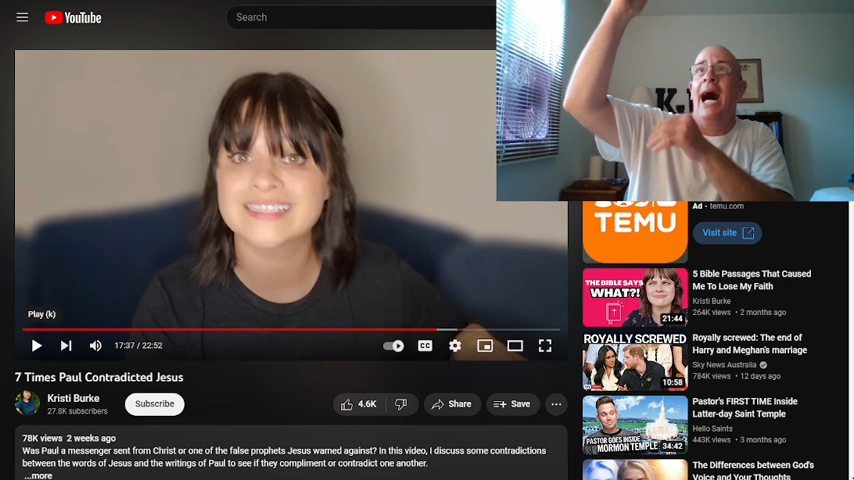 YouTube
Search
K
Play (k)
17:37 / 22:52
CC
7 Times Paul Contradicted Jesus
Kristi Burke
27.8K subscribers
Subscribe
4.6K
Share
Save
78K views 2 weeks ago
Was Paul a messenger sent from Christ or one of the false prophets Jesus warned against? In this video, I discuss some contradictions
between the words of Jesus and the writings of Paul to see if they compliment or contradict one another.
...more
TEMU
Ad · temu.com
Visit site
THE BIBLE SAYS
WHAT?!
21:44
5 Bible Passages That Caused
Me To Lose My Faith
Kristi Burke
264K views • 2 months ago
ROYALLY SCREWED
10:58
Royally screwed: The end of
Harry and Meghan's marriage
Sky News Australia
784K views • 12 days ago
PASTOR GOES INSIDE
MORMON TEMPLE
34:42
Pastor's FIRST TIME Inside
Latter-day Saint Temple
Hello Saints
443K views • 3 months ago
The Differences between God's
Voice and Your Thoughts